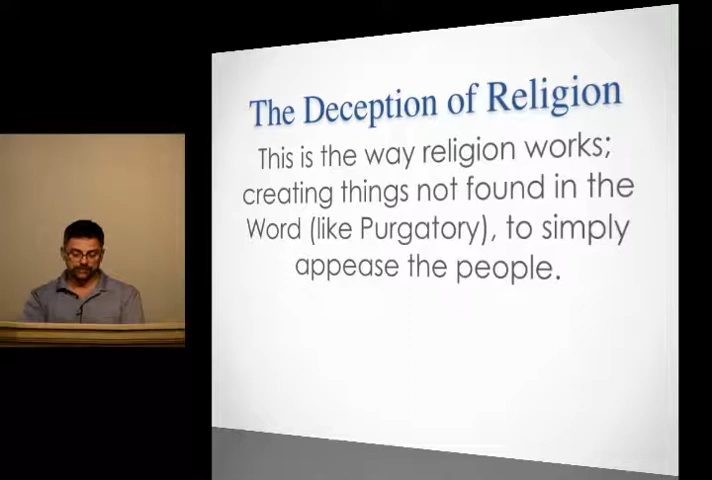 The Deception of Religion
This is the way religion works;
creating things not found in the
Word (like Purgatory), to simply
appease the people.